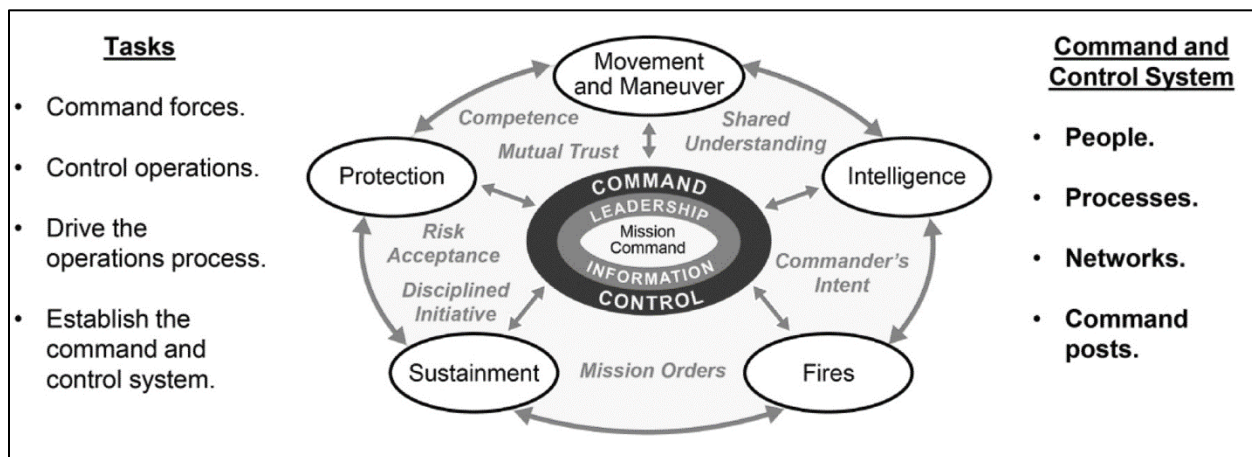 Tasks
• Command forces.
• Control operations.
• Drive the
operations process.
• Establish the
command and
control system.
Movement
and Maneuver
Competence
Mutual Trust
Shared
Understanding
Protection
Intelligence
COMMAND
LEADERSHIP
Mission
Command
INFORMATION
CONTROL
Risk
Acceptance
Disciplined
Initiative
Commander's
Intent
Sustainment
Mission Orders
Fires
Command and
Control System
• People.
• Processes.
• Networks.
• Command
posts.